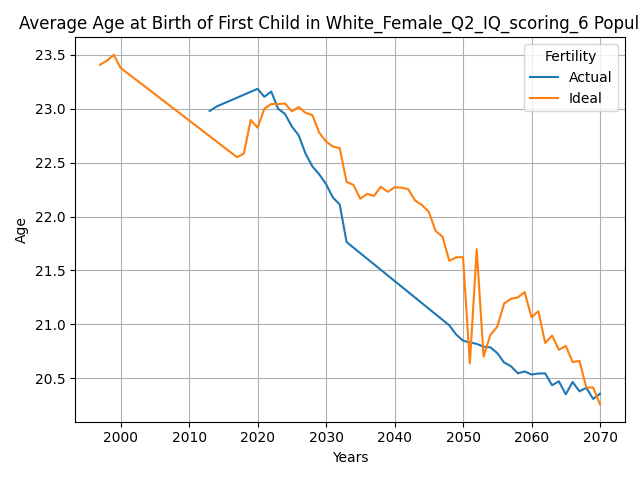 Average Age at Birth of First Child in White_Female_Q2_IQ_scoring_6 Popul
Fertility
Actual
Ideal
Age
23.5
23.0
22.5
22.0
21.5
21.0
20.5
2000
2010
2020
2030
2040
2050
2060
2070
Years